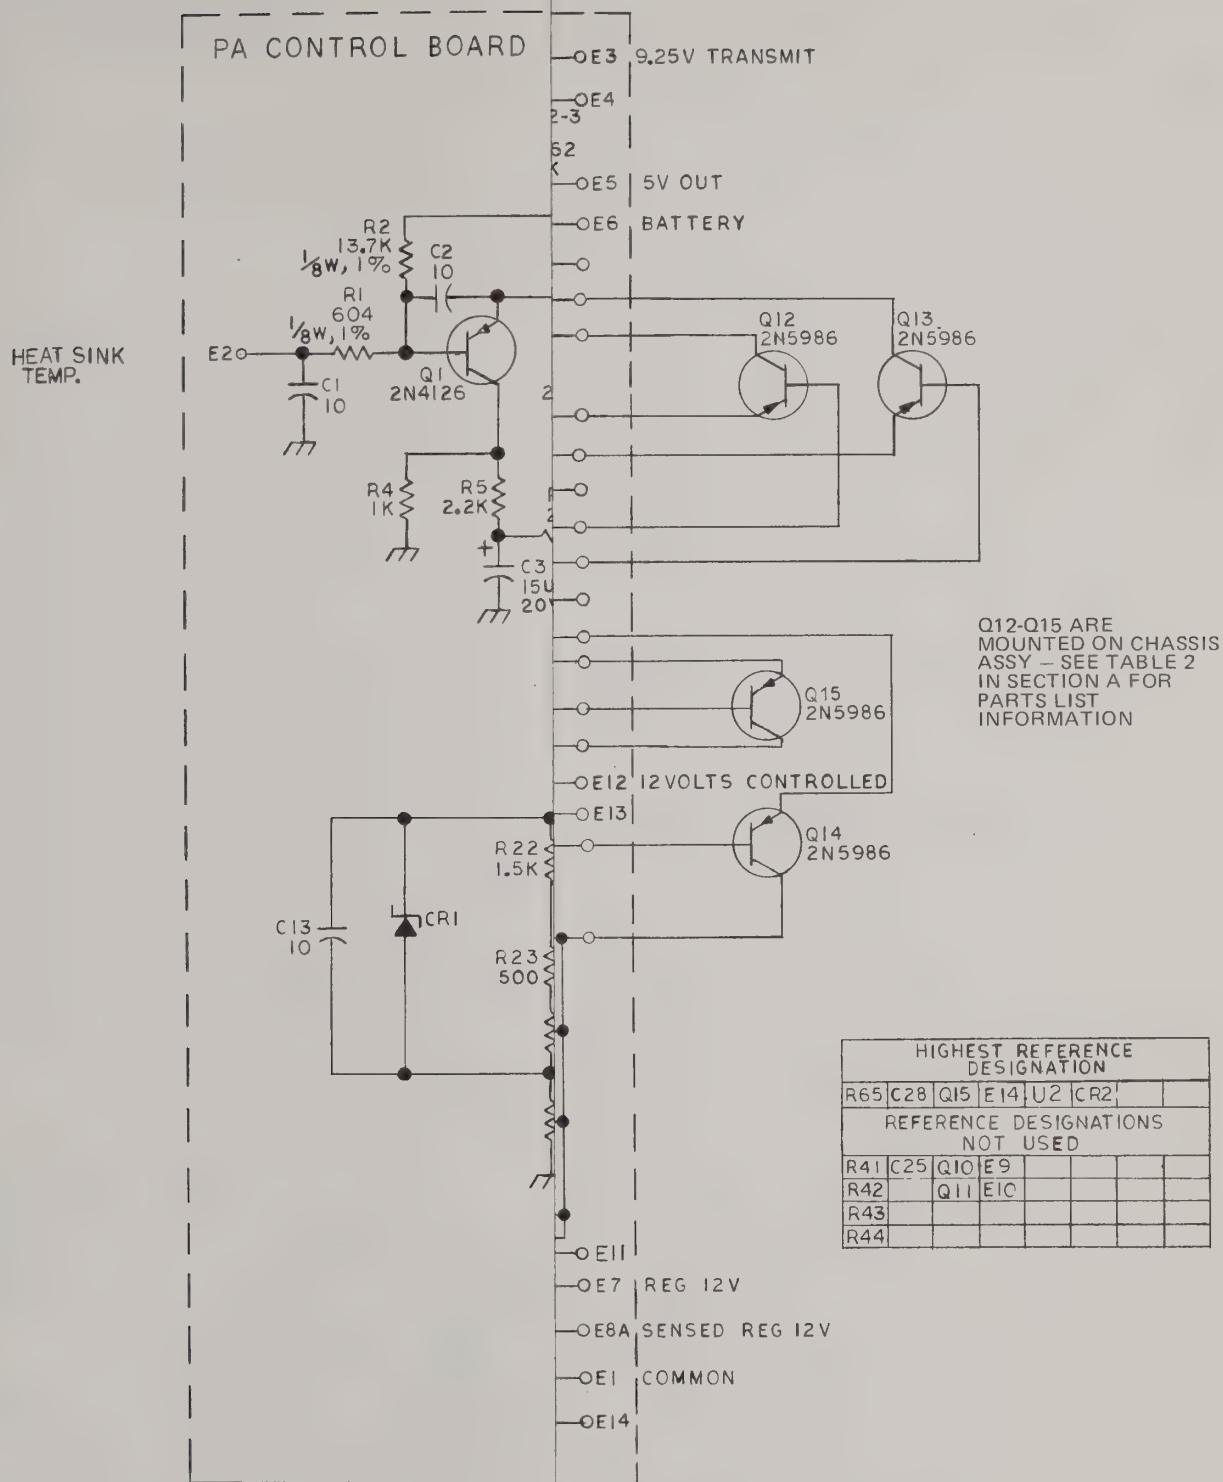 PA CONTROL BOARD
E3 9.25V TRANSMIT
E4
2-3
62
K
E5 5V OUT
E6 BATTERY
R2
13.7K
1/8W, 1%
C2
10
R1
604
1/8W, 1%
HEAT SINK
TEMP.
E2
C1
10
Q1
2N4126
2
Q12
2N5986
Q13
2N5986
R4
1K
R5
2.2K
2
+
C3
15U
20
Q12-Q15 ARE
MOUNTED ON CHASSIS
ASSY – SEE TABLE 2
IN SECTION A FOR
PARTS LIST
INFORMATION
Q15
2N5986
E12 12VOLTS CONTROLLED
E13
Q14
2N5986
R22
1.5K
C13
10
CR1
R23
500
HIGHEST REFERENCE
DESIGNATION
R65 C28 Q15 E14 U2 CR2
REFERENCE DESIGNATIONS
NOT USED
R41 C25 Q10 E9
R42 Q11 E10
R43
R44
E11
E7 REG 12V
E8A SENSED REG 12V
E1 COMMON
E14